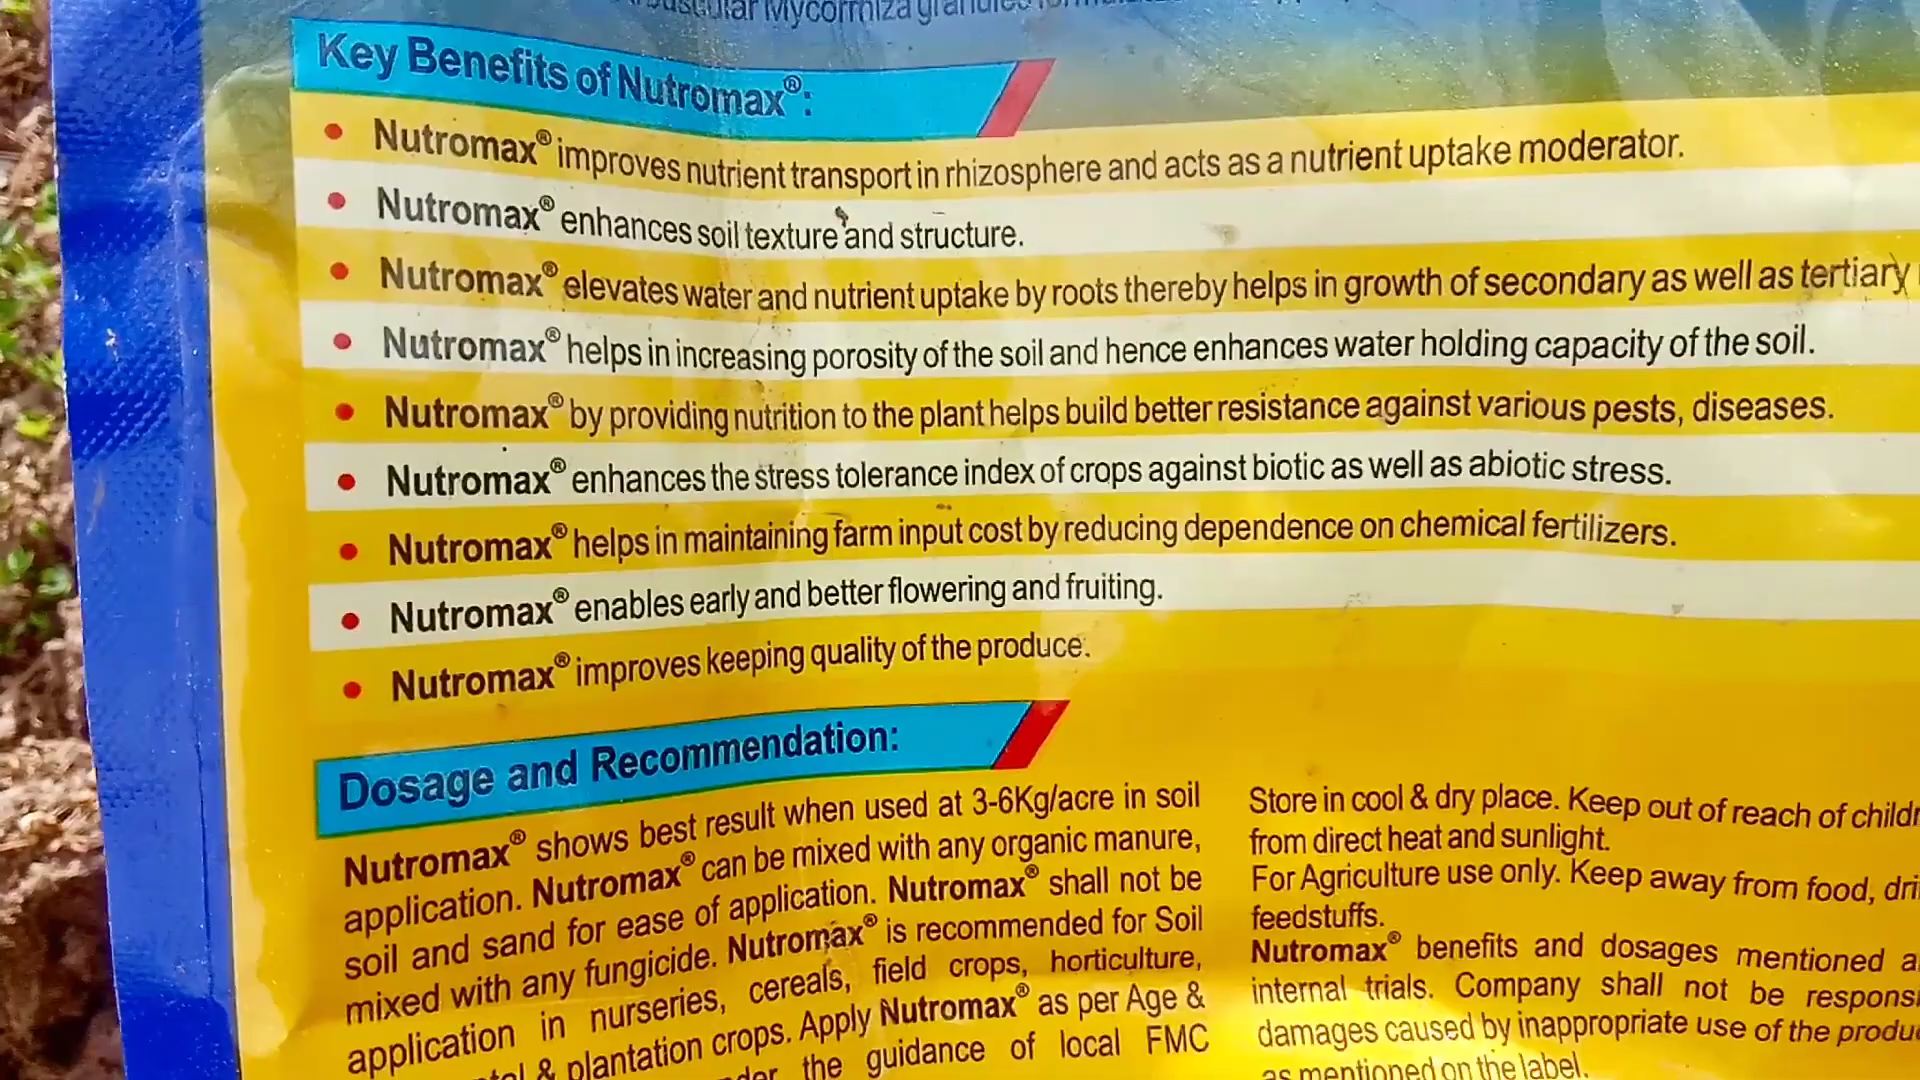 Mycorrhiza granules
Key Benefits of Nutromax®:
• Nutromax® improves nutrient transport in rhizosphere and acts as a nutrient uptake moderator.
• Nutromax® enhances soil texture and structure.
• Nutromax® elevates water and nutrient uptake by roots thereby helps in growth of secondary as well as tertiary
• Nutromax® helps in increasing porosity of the soil and hence enhances water holding capacity of the soil.
• Nutromax® by providing nutrition to the plant helps build better resistance against various pests, diseases.
• Nutromax® enhances the stress tolerance index of crops against biotic as well as abiotic stress.
• Nutromax® helps in maintaining farm input cost by reducing dependence on chemical fertilizers.
• Nutromax® enables early and better flowering and fruiting.
• Nutromax® improves keeping quality of the produce.
Dosage and Recommendation:
Nutromax® shows best result when used at 3-6Kg/acre in soil
application. Nutromax® can be mixed with any organic manure,
soil and sand for ease of application. Nutromax® shall not be
mixed with any fungicide. Nutromax® is recommended for Soil
application in nurseries, cereals, field crops, horticulture,
& plantation crops. Apply Nutromax® as per Age &
the guidance of local FMC
Store in cool & dry place. Keep out of reach of
from direct heat and sunlight.
For Agriculture use only. Keep away from food,
feedstuffs.
Nutromax® benefits and dosages mentioned
internal trials. Company shall not be
damages caused by inappropriate use of the
as mentioned on the label.